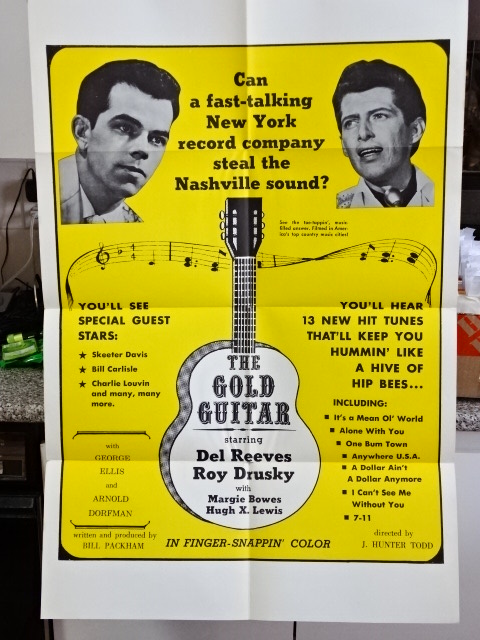 Can
a fast-talking
New York
record company
steal the
Nashville sound?
See the toe-tappin', music
filled answer. Filmed in Amer-
ica's top country music cities!
YOU'LL SEE
SPECIAL GUEST
STARS:
★ Skeeter Davis
★ Bill Carlisle
★ Charlie Louvin
and many, many
more.
with
GEORGE
ELLIS
and
ARNOLD
DORFMAN
written and produced by
BILL PACKHAM
THE
GOLD
GUITAR
starring
Del Reeves
Roy Drusky
with
Margie Bowes
Hugh X. Lewis
IN FINGER-SNAPPIN' COLOR
YOU'LL HEAR
13 NEW HIT TUNES
THAT'LL KEEP YOU
HUMMIN' LIKE
A HIVE OF
HIP BEES...
INCLUDING:
■ It's a Mean Ol' World
■ Alone With You
■ One Bum Town
■ Anywhere U.S.A.
■ A Dollar Ain't
A Dollar Anymore
■ I Can't See Me
Without You
■ 7-11
directed by
J. HUNTER TODD